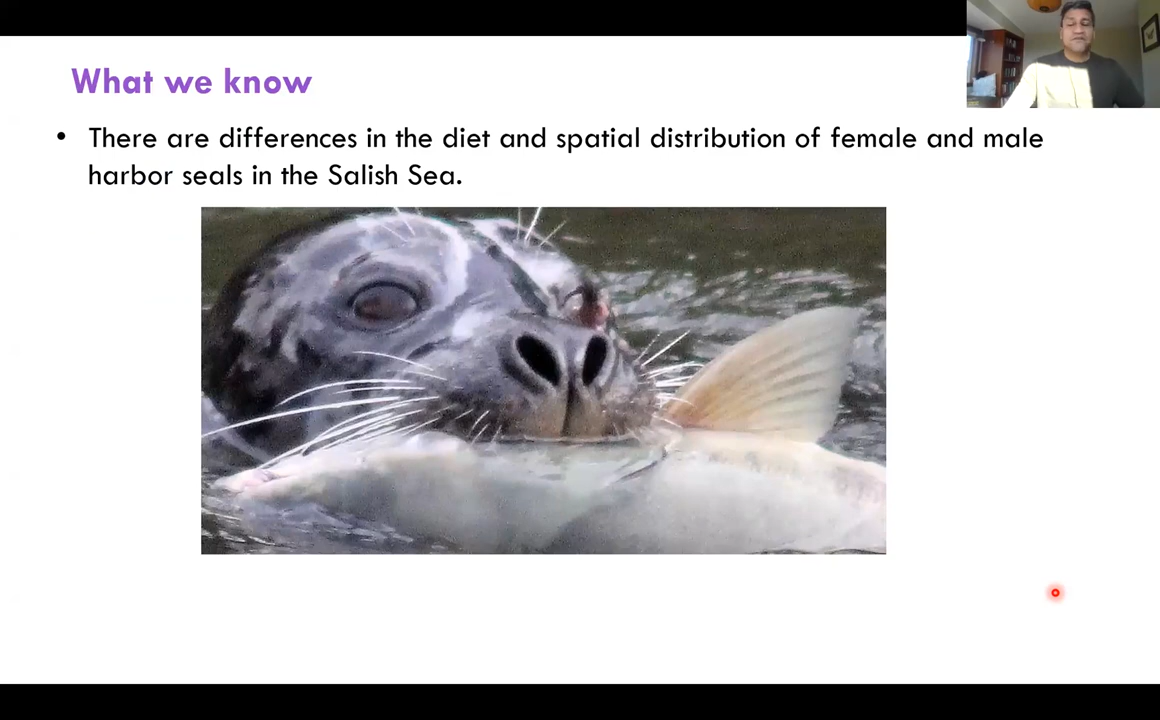 What we know
• There are differences in the diet and spatial distribution of female and male
harbor seals in the Salish Sea.